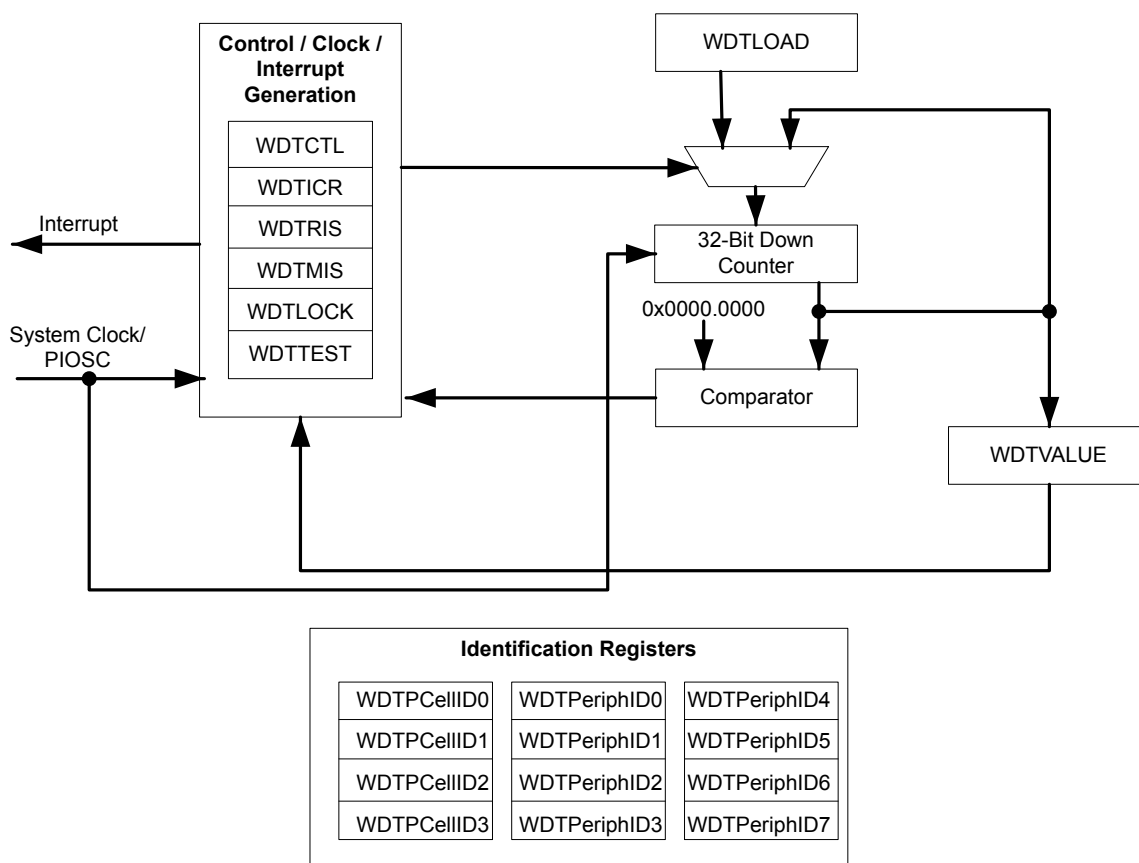 Control / Clock /
Interrupt
Generation
WDTCTL
WDTICR
WDTRIS
WDTMIS
WDTLOCK
WDTTEST
Interrupt
System Clock/
PIOSC
WDTLOAD
32-Bit Down
Counter
0x0000.0000
Comparator
WDTVALUE
Identification Registers
WDTPCellID0
WDTPCellID1
WDTPCellID2
WDTPCellID3
WDTPeriphID0
WDTPeriphID1
WDTPeriphID2
WDTPeriphID3
WDTPeriphID4
WDTPeriphID5
WDTPeriphID6
WDTPeriphID7